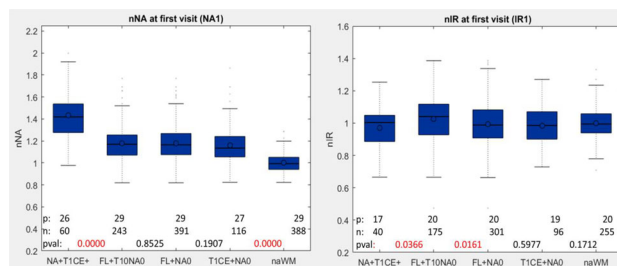 nNA at first visit (NA1)
2.2
2
1.8
1.6
1.4
1.2
1
0.8
0.6
0.4
0.2
nNA
p: 26 29 29 27 29
n: 60 243 391 116 388
pval: 0.0000 0.8525 0.1907 0.0000
NA+T1CE+ FL+T10NA0 FL+NA0 T1CE+NA0 naWM
nIR at first visit (IR1)
1.6
1.4
1.2
1
0.8
0.6
0.4
0.2
nIR
p: 17 20 20 19 20
n: 40 175 301 96 255
pval: 0.0366 0.0161 0.5977 0.1712
NA+T1CE+ FL+T10NA0 FL+NA0 T1CE+NA0 naWM